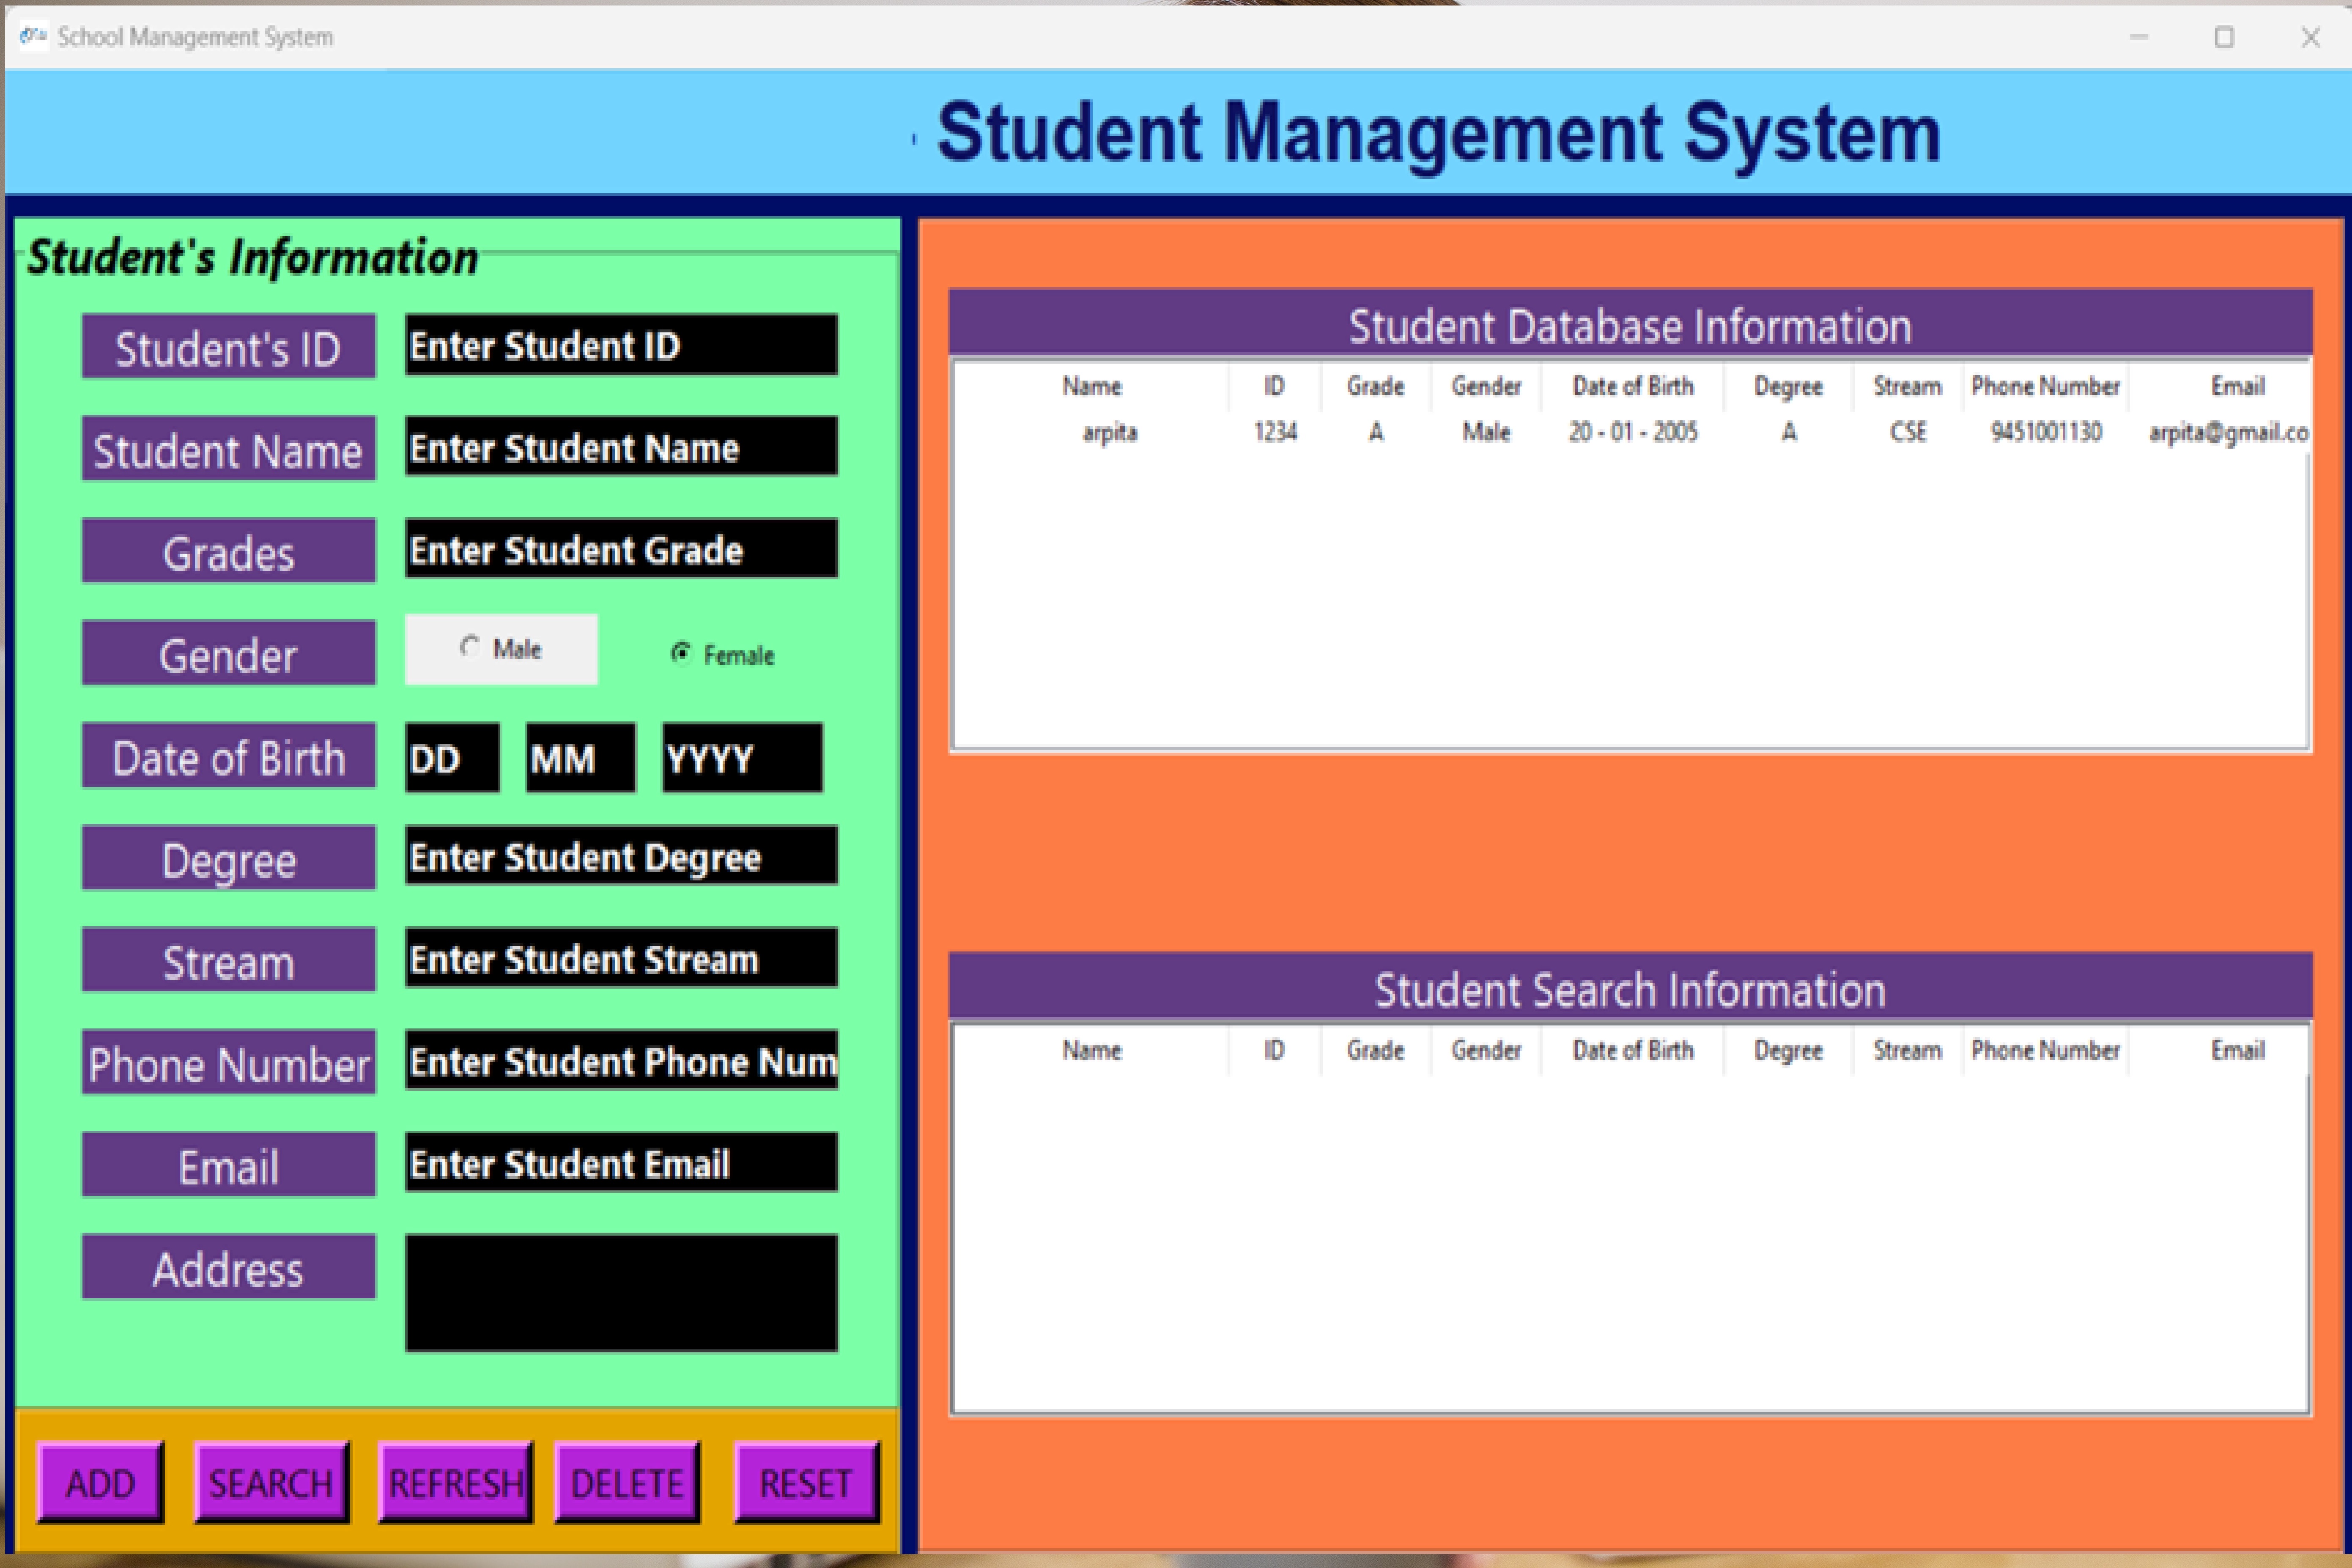 School Management System
Student Management System
Student's Information
Student's ID Enter Student ID
Student Name Enter Student Name
Grades Enter Student Grade
Gender Male Female
Date of Birth DD MM YYYY
Degree Enter Student Degree
Stream Enter Student Stream
Phone Number Enter Student Phone Num
Email Enter Student Email
Address
ADD SEARCH REFRESH DELETE RESET
Student Database Information
Name ID Grade Gender Date of Birth Degree Stream Phone Number Email
arpita 1234 A Male 20 - 01 - 2005 A CSE 9451001130 arpita@gmail.co
Student Search Information
Name ID Grade Gender Date of Birth Degree Stream Phone Number Email